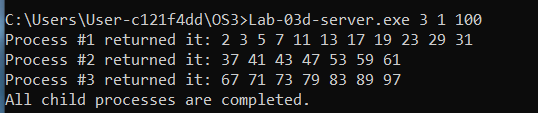 C:\Users\User-c121f4dd\OS3>Lab-03d-server.exe 3 1 100
Process #1 returned it: 2 3 5 7 11 13 17 19 23 29 31
Process #2 returned it: 37 41 43 47 53 59 61
Process #3 returned it: 67 71 73 79 83 89 97
All child processes are completed.